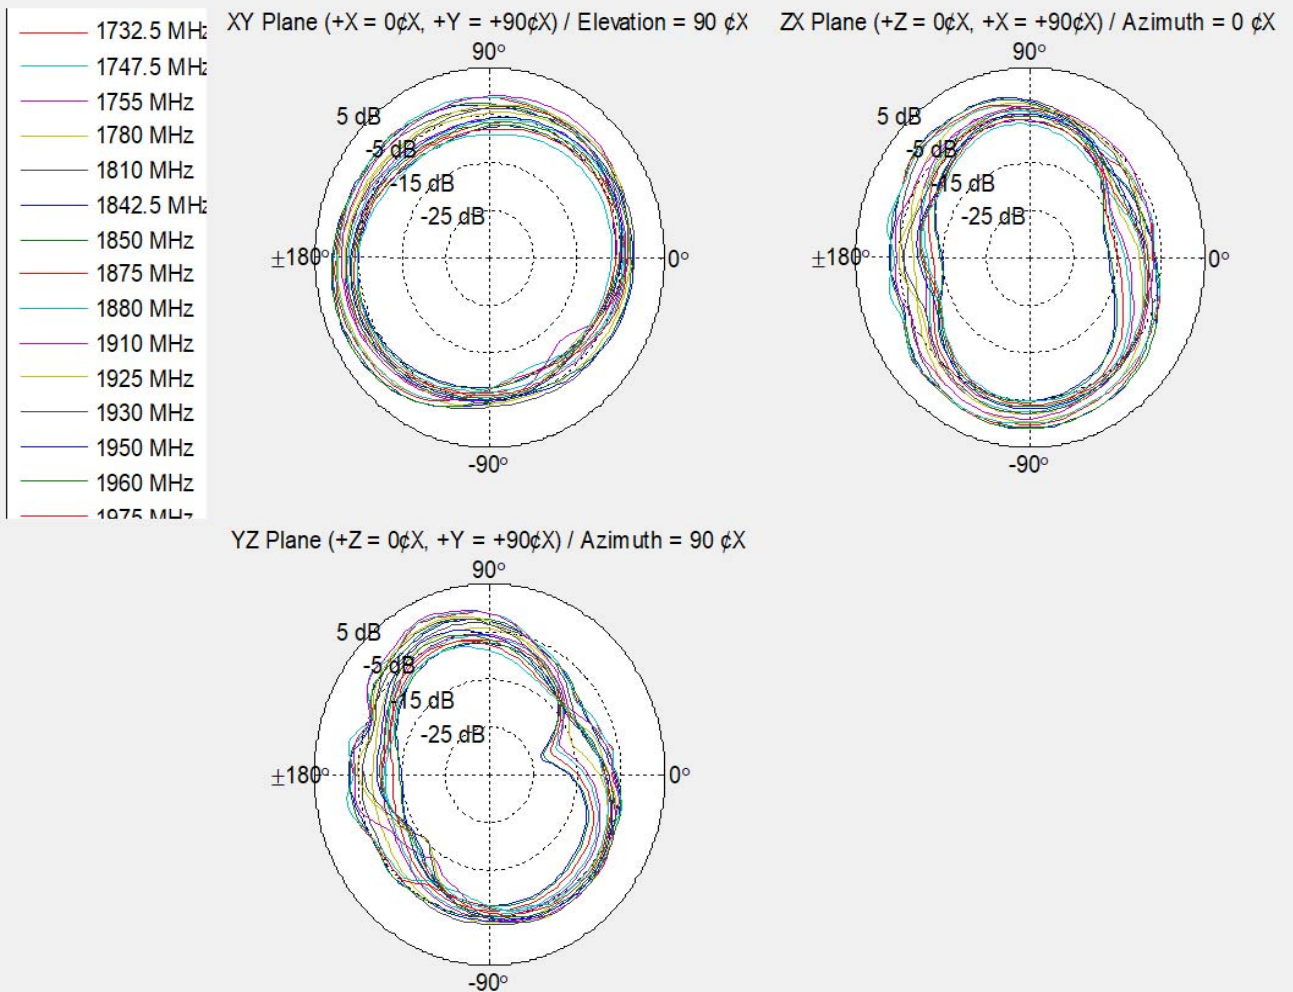 1732.5 MHz
1747.5 MHz
1755 MHz
1780 MHz
1810 MHz
1842.5 MHz
1850 MHz
1875 MHz
1880 MHz
1910 MHz
1925 MHz
1930 MHz
1950 MHz
1960 MHz
1975 MHz
XY Plane (+X = 0¢X, +Y = +90¢X) / Elevation = 90 ¢X
90°
5 dB
-5 dB
-15 dB
-25 dB
±180°
0°
-90°
ZX Plane (+Z = 0¢X, +X = +90¢X) / Azimuth = 0 ¢X
90°
5 dB
-5 dB
-15 dB
-25 dB
±180°
0°
-90°
YZ Plane (+Z = 0¢X, +Y = +90¢X) / Azimuth = 90 ¢X
90°
5 dB
-5 dB
-15 dB
-25 dB
±180°
0°
-90°